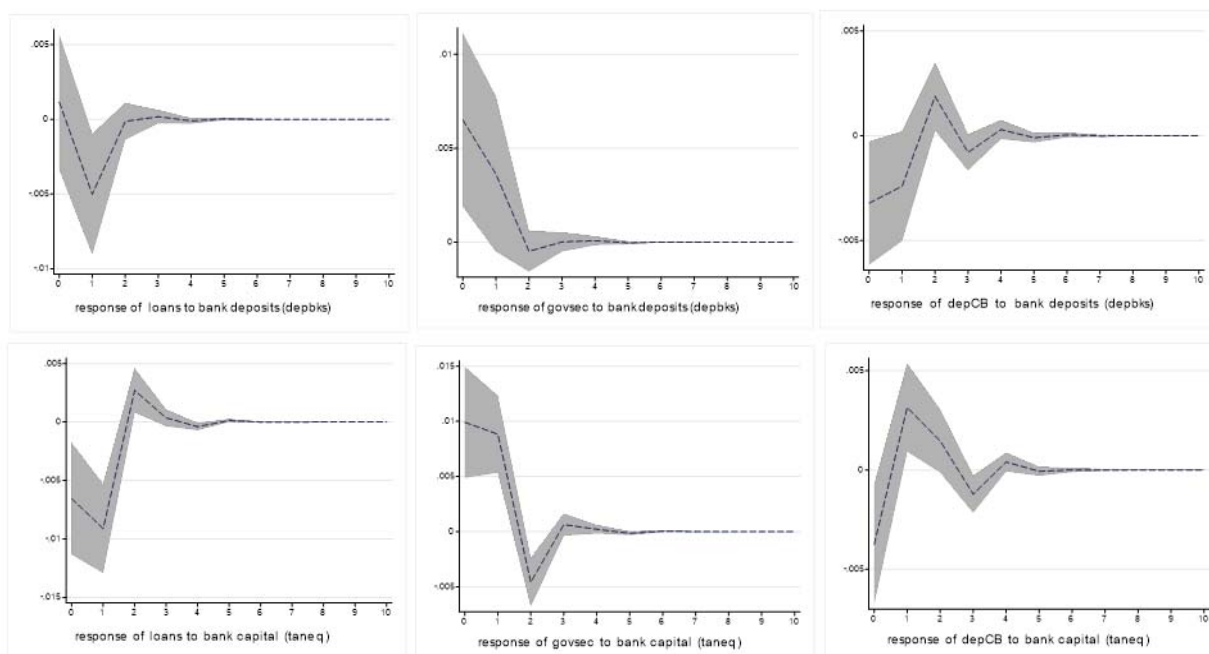 .005
0
-.005
-.01
0 1 2 3 4 5 6 7 8 9 10
response of loans to bank deposits (depbks)
.01
.005
0
0 1 2 3 4 5 6 7 8 9 10
response of govsec to bank deposits (depbks)
.005
0
-.005
0 1 2 3 4 5 6 7 8 9 10
response of depCB to bank deposits (depbks)
.005
0
-.005
-.01
-.015
0 1 2 3 4 5 6 7 8 9 10
response of loans to bank capital (taneq)
.015
.01
.005
0
-.005
0 1 2 3 4 5 6 7 8 9 10
response of govsec to bank capital (taneq)
.005
0
-.005
0 1 2 3 4 5 6 7 8 9 10
response of depCB to bank capital (taneq)